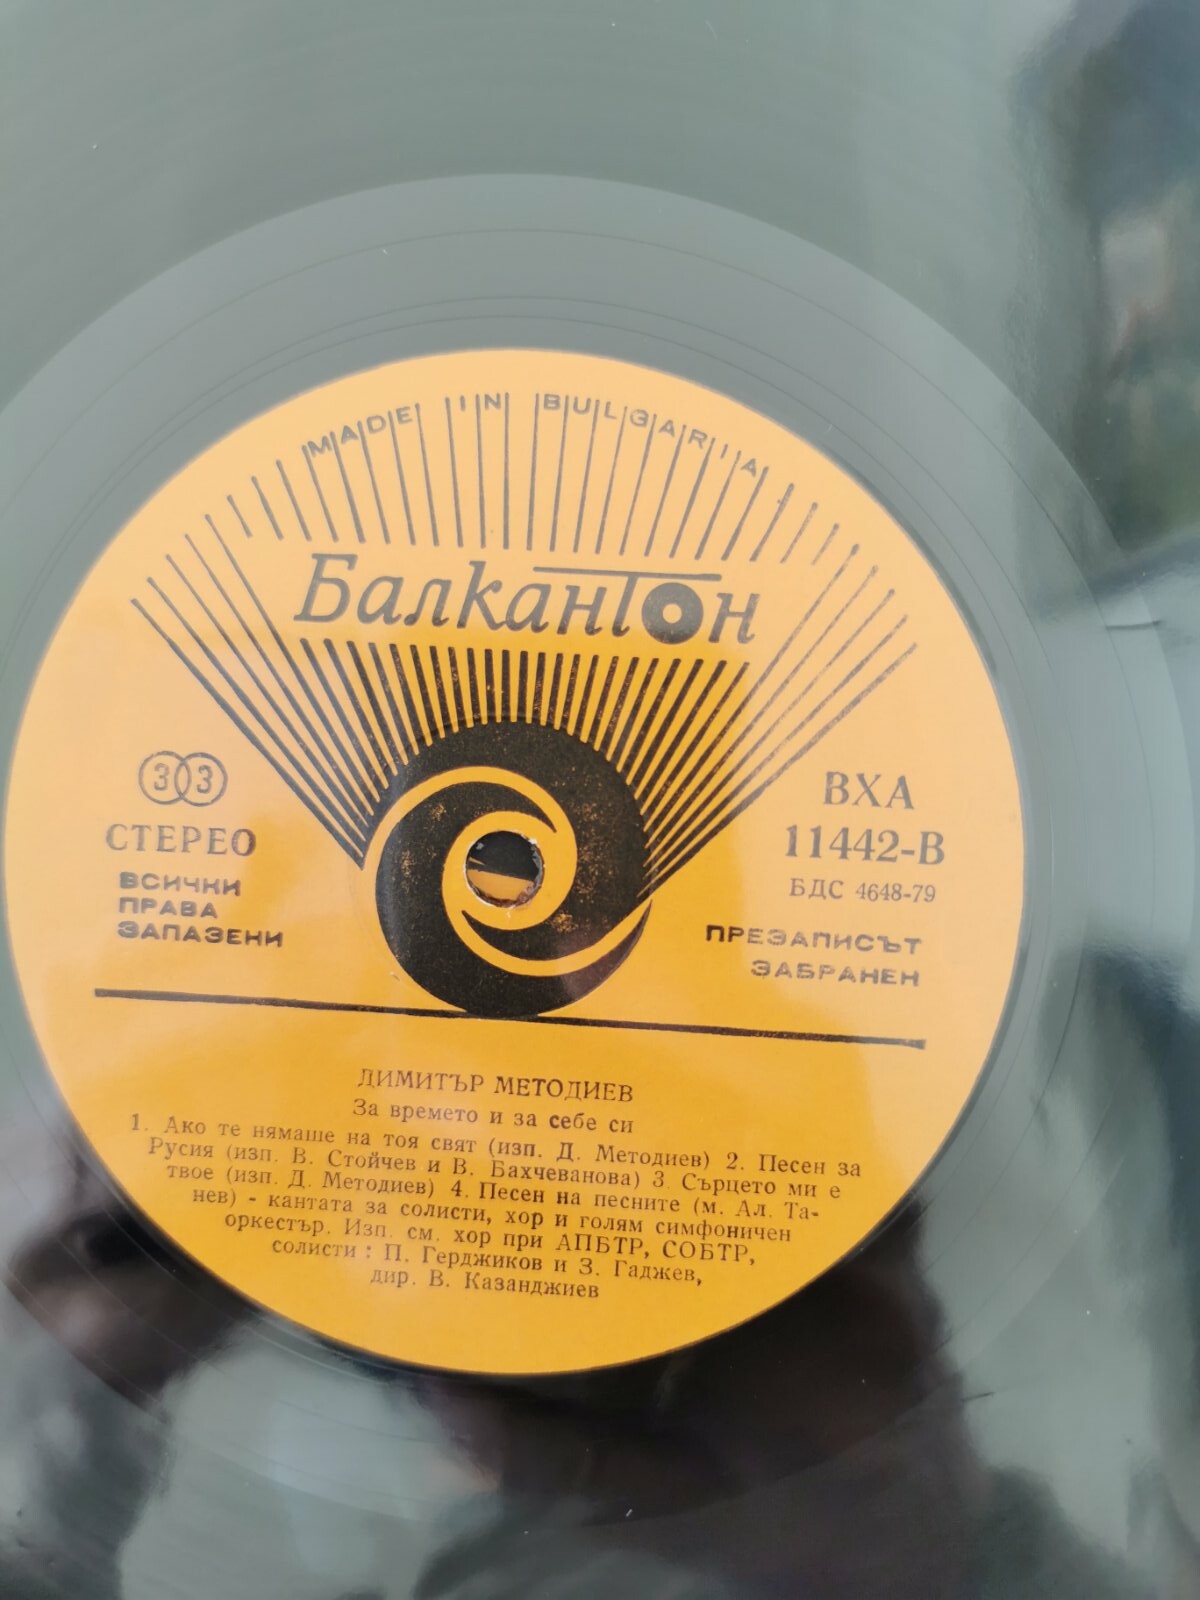 MADE IN BULGARIA
Балкантон
33
СТЕРЕО
ВСИЧКИ
ПРАВА
ЗАПАЗЕНИ
ВХА
11442-В
БДС 4648-79
ПРЕЗАПИСЪТ
ЗАБРАНЕН
ДИМИТЪР МЕТОДИЕВ
За времето и за себе си
1. Ако те нямаше на тоя свят (изп. Д. Методиев) 2. Песен за
Русия (изп. В. Стойчев и В. Бахчеванова) 3. Сърцето ми е
твое (изп. Д. Методиев) 4. Песен на песните (м. Ал. Та-
нев) - кантата за солисти, хор и голям симфоничен
оркестър. Изп. см. хор при АПБТР, СОБТР,
солисти : П. Герджиков и З. Гаджев,
дир. В. Казанджиев